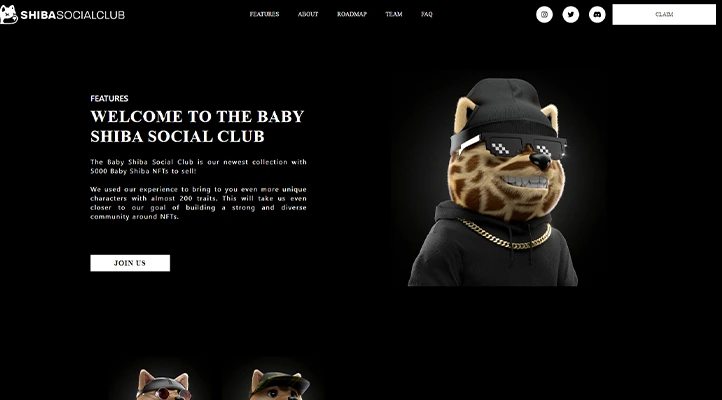 SHIBASOCIALCLUB
FEATURES ABOUT ROADMAP TEAM FAQ
CLAIM
FEATURES
WELCOME TO THE BABY
SHIBA SOCIAL CLUB
The Baby Shiba Social Club is our newest collection with
5000 Baby Shiba NFTs to sell!
We used our experience to bring to you even more unique
characters with almost 200 traits. This will take us even
closer to our goal of building a strong and diverse
community around NFTs.
JOIN US